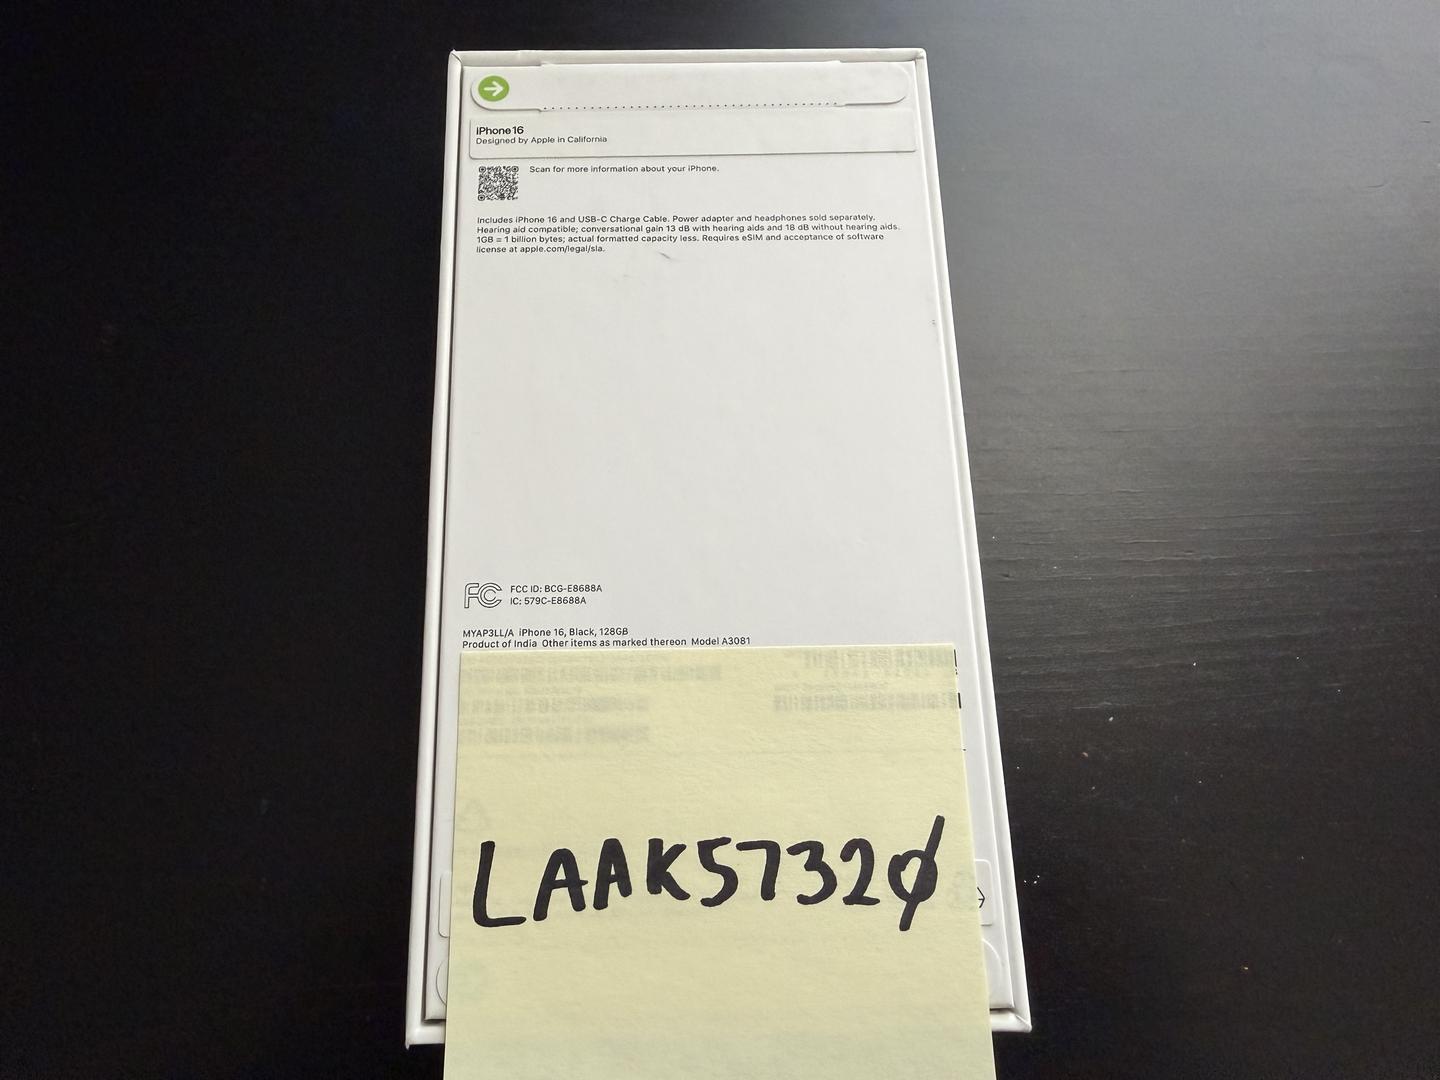 iPhone 16
Designed by Apple in California
Scan for more information about your iPhone.
Includes iPhone 16 and USB-C Charge Cable. Power adapter and headphones sold separately.
Hearing aid compatible; conversational gain 13 dB with hearing aids and 18 dB without hearing aids.
1GB = 1 billion bytes; actual formatted capacity less. Requires eSIM and acceptance of software
license at apple.com/legal/sla.
FC FCC ID: BCG-E8688A
IC: 579C-E8688A
MYAP3LL/A iPhone 16, Black, 128GB
Product of India Other items as marked thereon Model A3081
LAAK57320